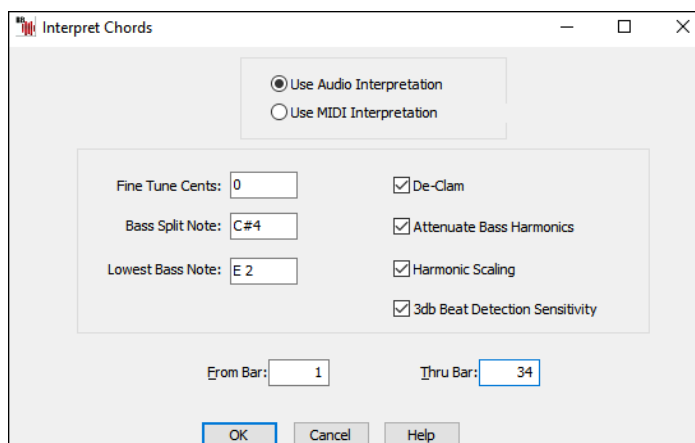 Interpret Chords
Use Audio Interpretation
Use MIDI Interpretation
Fine Tune Cents: 0
De-Clam
Bass Split Note: C#4
Attenuate Bass Harmonics
Lowest Bass Note: E 2
Harmonic Scaling
3db Beat Detection Sensitivity
From Bar: 1 Thru Bar: 34
OK Cancel Help